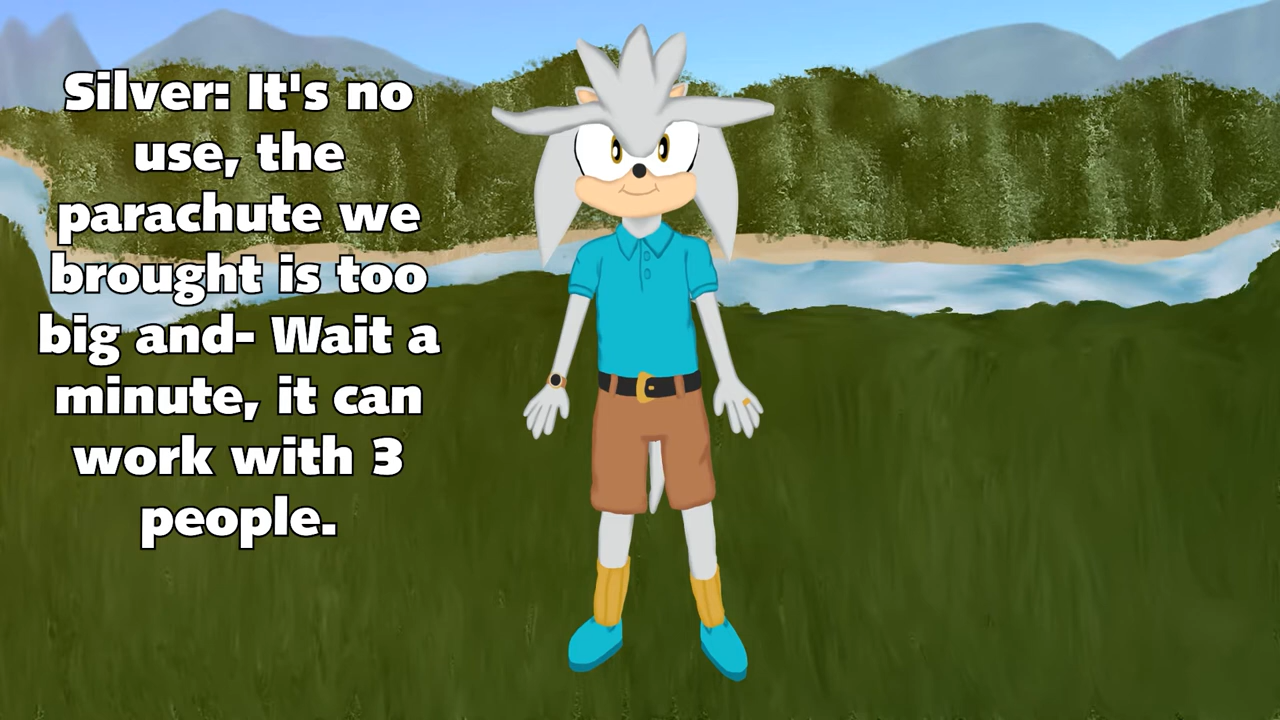 Silver: It's no
use, the
parachute we
brought is too
big and- Wait a
minute, it can
work with 3
people.